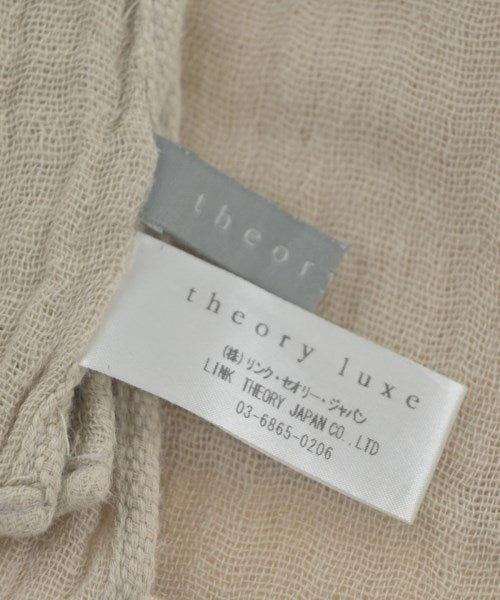 theor
theory luxe
(株)リンク・セオリー・ジャパン
LINK THEORY JAPAN CO.,LTD
03-6865-0206